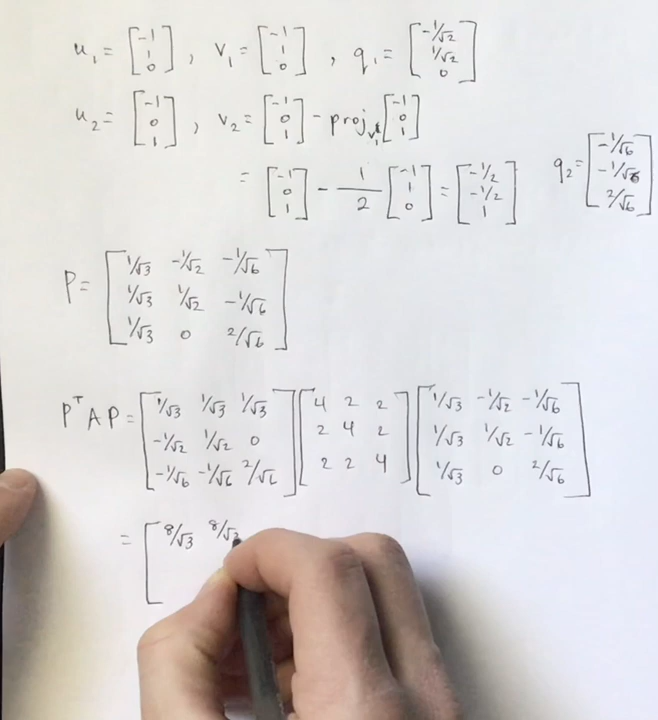 u₁ = [-1 1 0], v₁ = [-1 1 0], q₁ = [-1/√2 1/√2 0]
u₂ = [-1 0 1], v₂ = [-1 0 1] - proj [-1 0 1]
= [-1 0 1] - 1/2 [-1 1 0] = [-1/2 -1/2 1] q₂ = [-1/√6 -1/√6 2/√6]
P = [1/√3 -1/√2 -1/√6
1/√3 1/√2 -1/√6
1/√3 0 2/√6]
PᵀAP = [1/√3 1/√3 1/√3 [4 2 2 [1/√3 -1/√2 -1/√6
-1/√2 1/√2 0 2 4 2 1/√3 1/√2 -1/√6
-1/√6 -1/√6 2/√6] 2 2 4] 1/√3 0 2/√6]
= [8/√3 8/√3